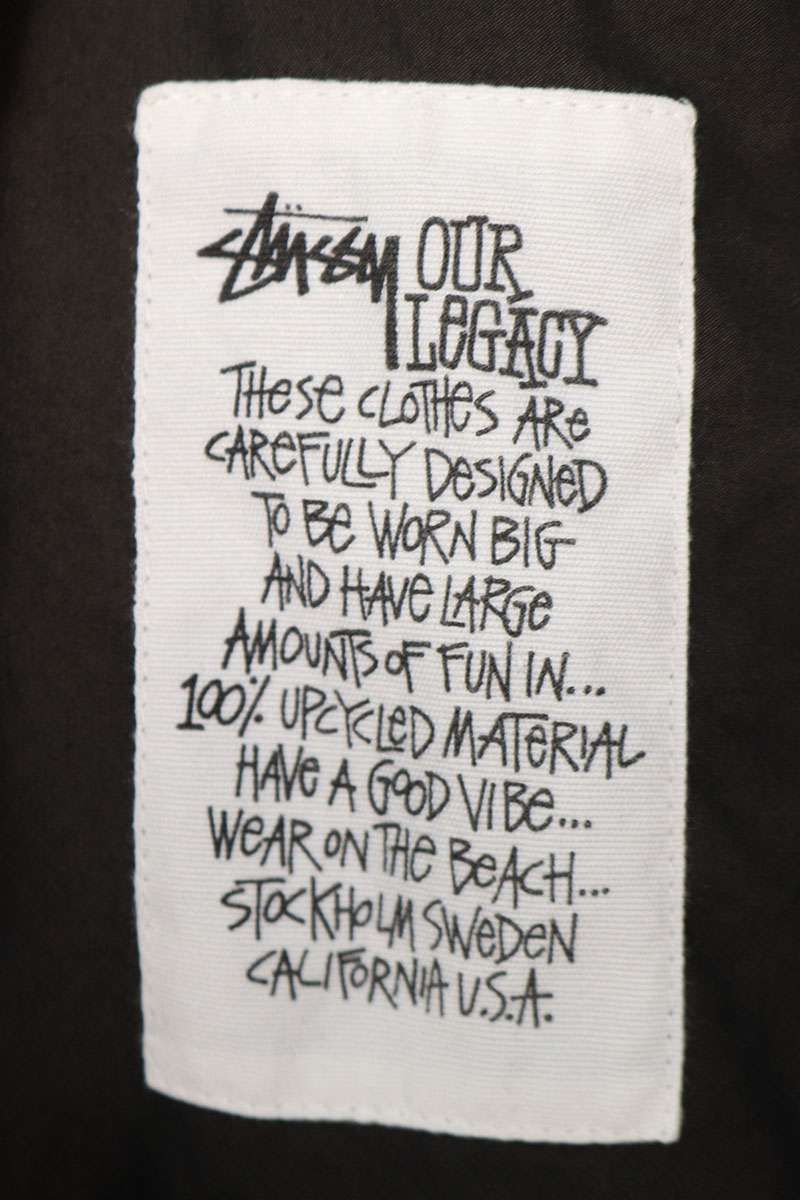 STÜSSY OUR
LEGACY
THESE CLOTHES ARE
CAREFULLY DESIGNED
TO BE WORN BIG
AND HAVE LARGE
AMOUNTS OF FUN IN...
100% UPCYCLED MATERIAL
HAVE A GOOD VIBE...
WEAR ON THE BEACH...
STOCKHOLM SWEDEN
CALIFORNIA U.S.A.